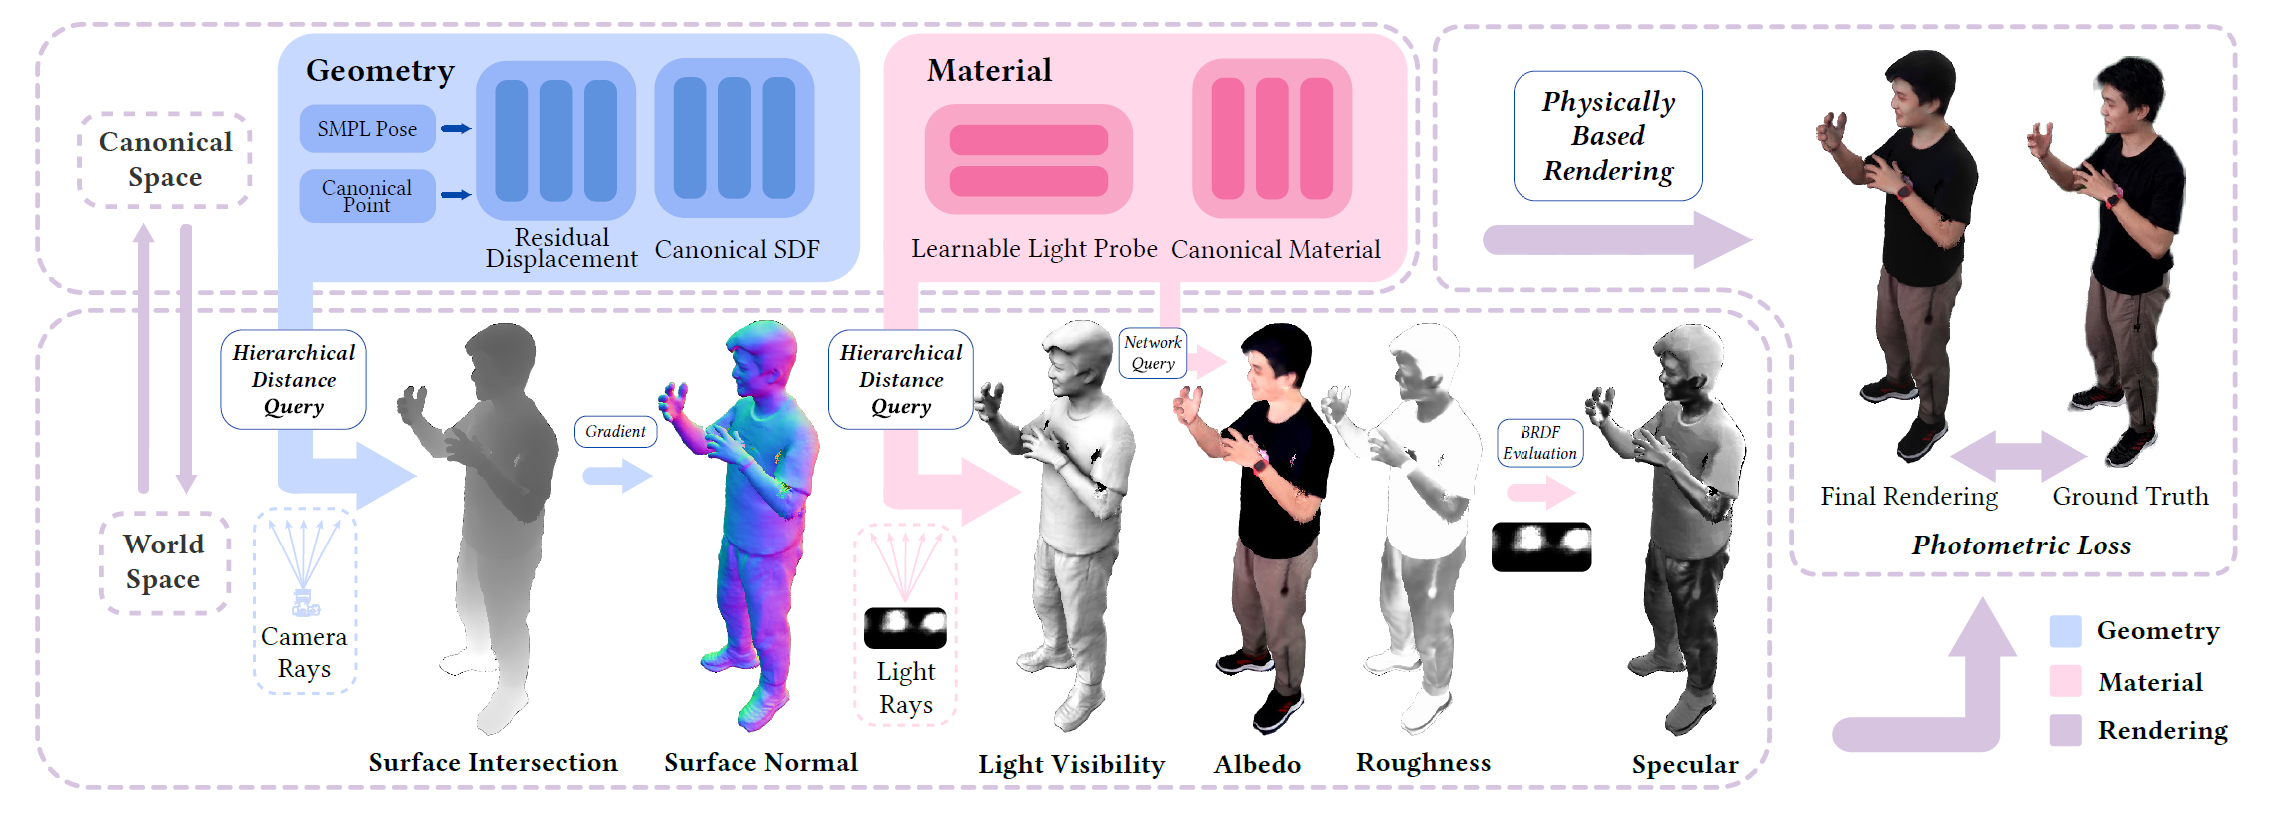 Geometry
SMPL Pose
Canonical
Point
Residual
Displacement
Canonical SDF
Material
Learnable Light Probe
Canonical Material
Physically
Based
Rendering
Canonical
Space
World
Space
Hierarchical
Distance
Query
Camera
Rays
Gradient
Hierarchical
Distance
Query
Light
Rays
Network
Query
BRDF
Evaluation
Surface Intersection
Surface Normal
Light Visibility
Albedo
Roughness
Specular
Final Rendering
Ground Truth
Photometric Loss
Geometry
Material
Rendering